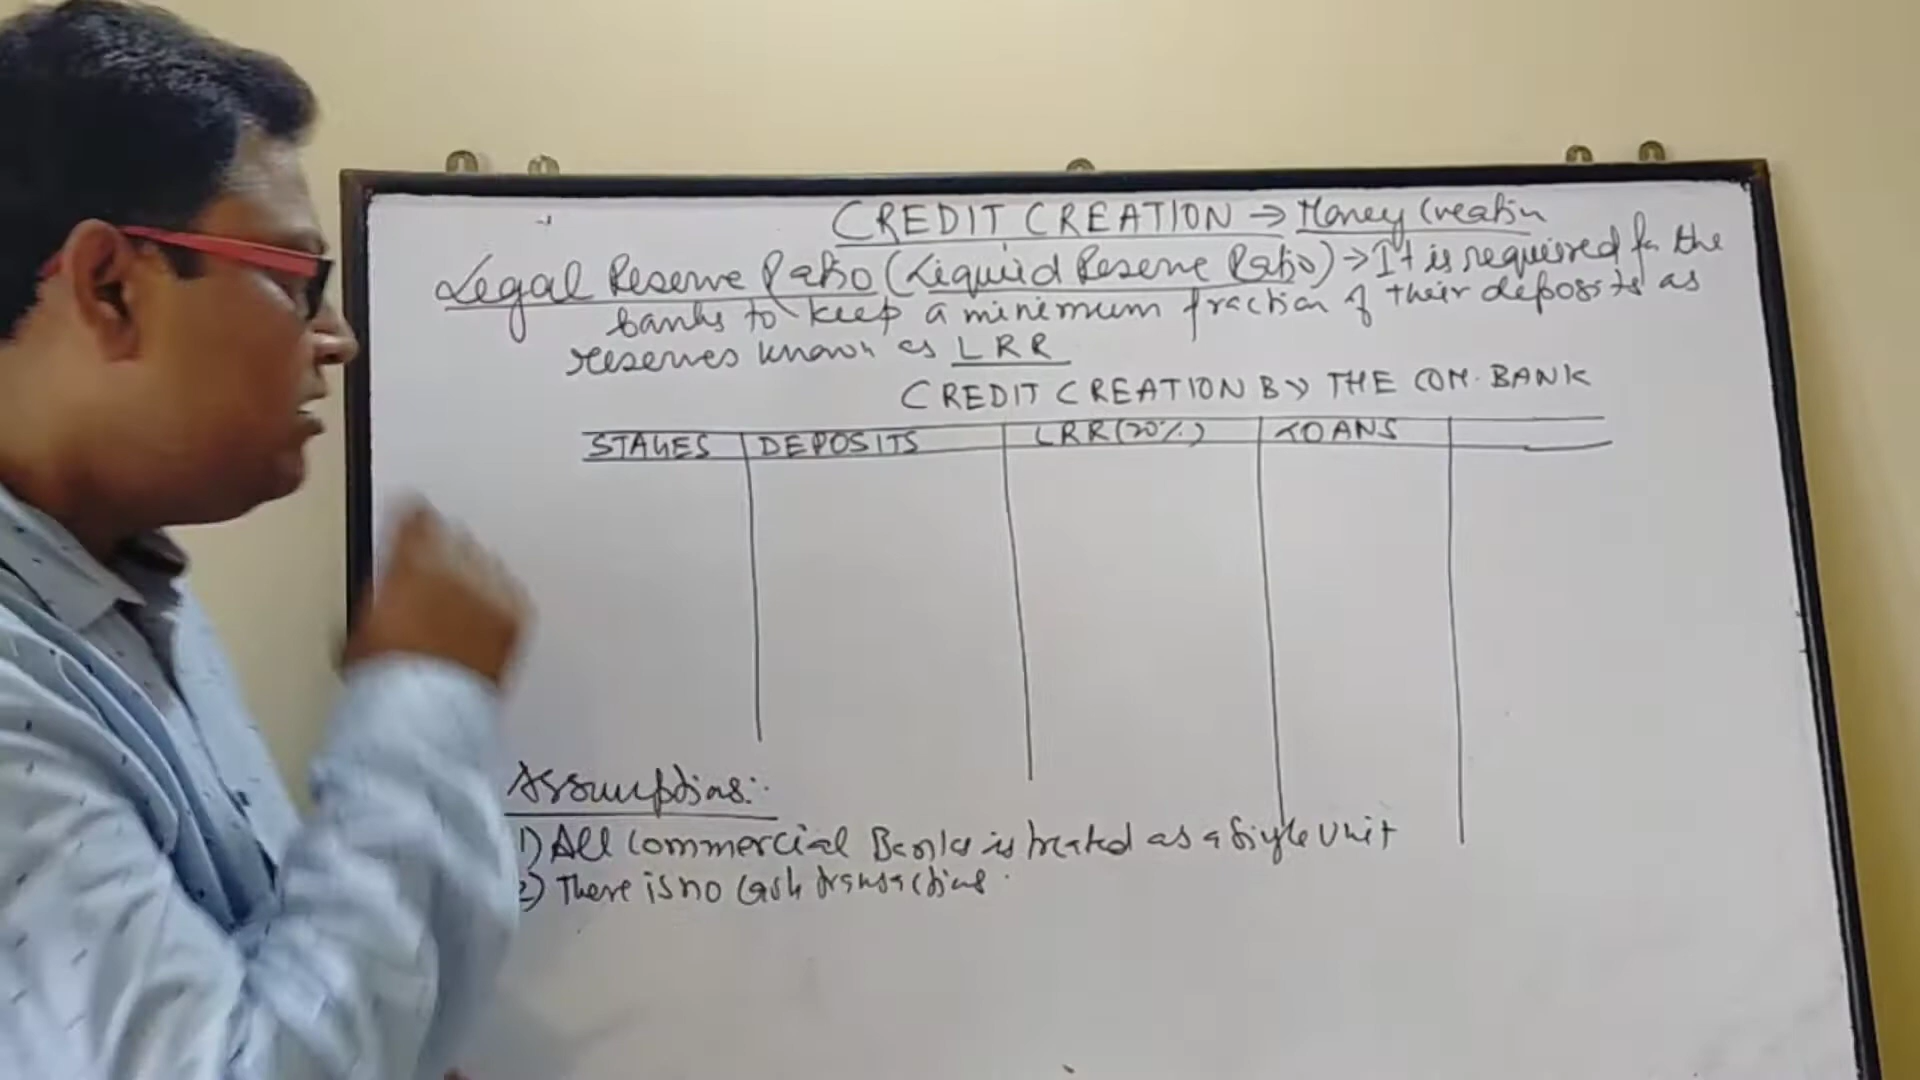 CREDIT CREATION → Money Creation
Legal Reserve Ratio (Liquid Reserve Ratio) → It is required for the
banks to keep a minimum fraction of their deposits as
reserves known as LRR
CREDIT CREATION BY THE COM. BANK
STAGES DEPOSITS LRR (20%) LOANS
Assumptions:
1) All Commercial Banks is treated as a Single Unit
2) There is no Cash transactions.